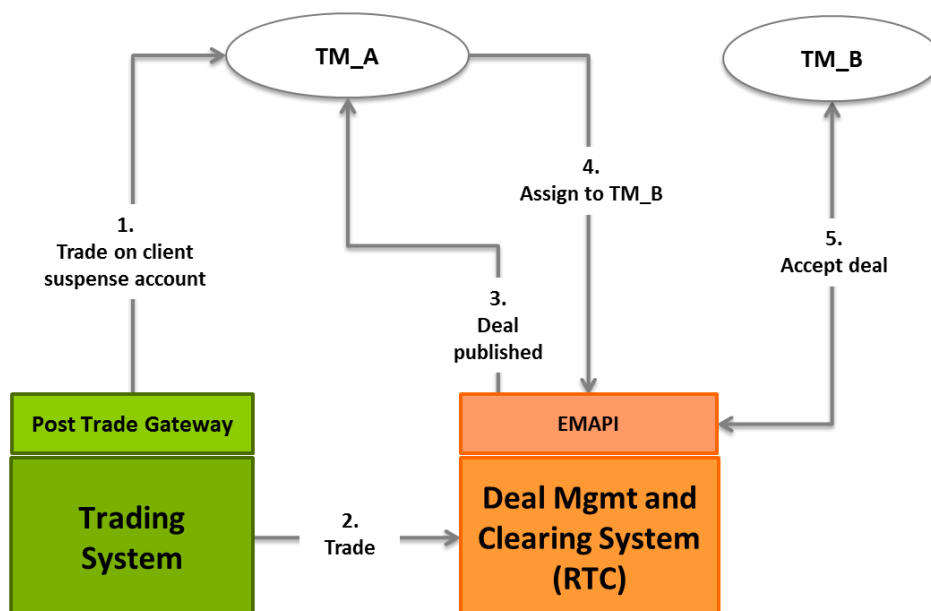 TM_A
TM_B
1.
Trade on client
suspense account
4.
Assign to TM_B
5.
Accept deal
3.
Deal
published
Post Trade Gateway
EMAPI
Trading
System
2.
Trade
Deal Mgmt and
Clearing System
(RTC)